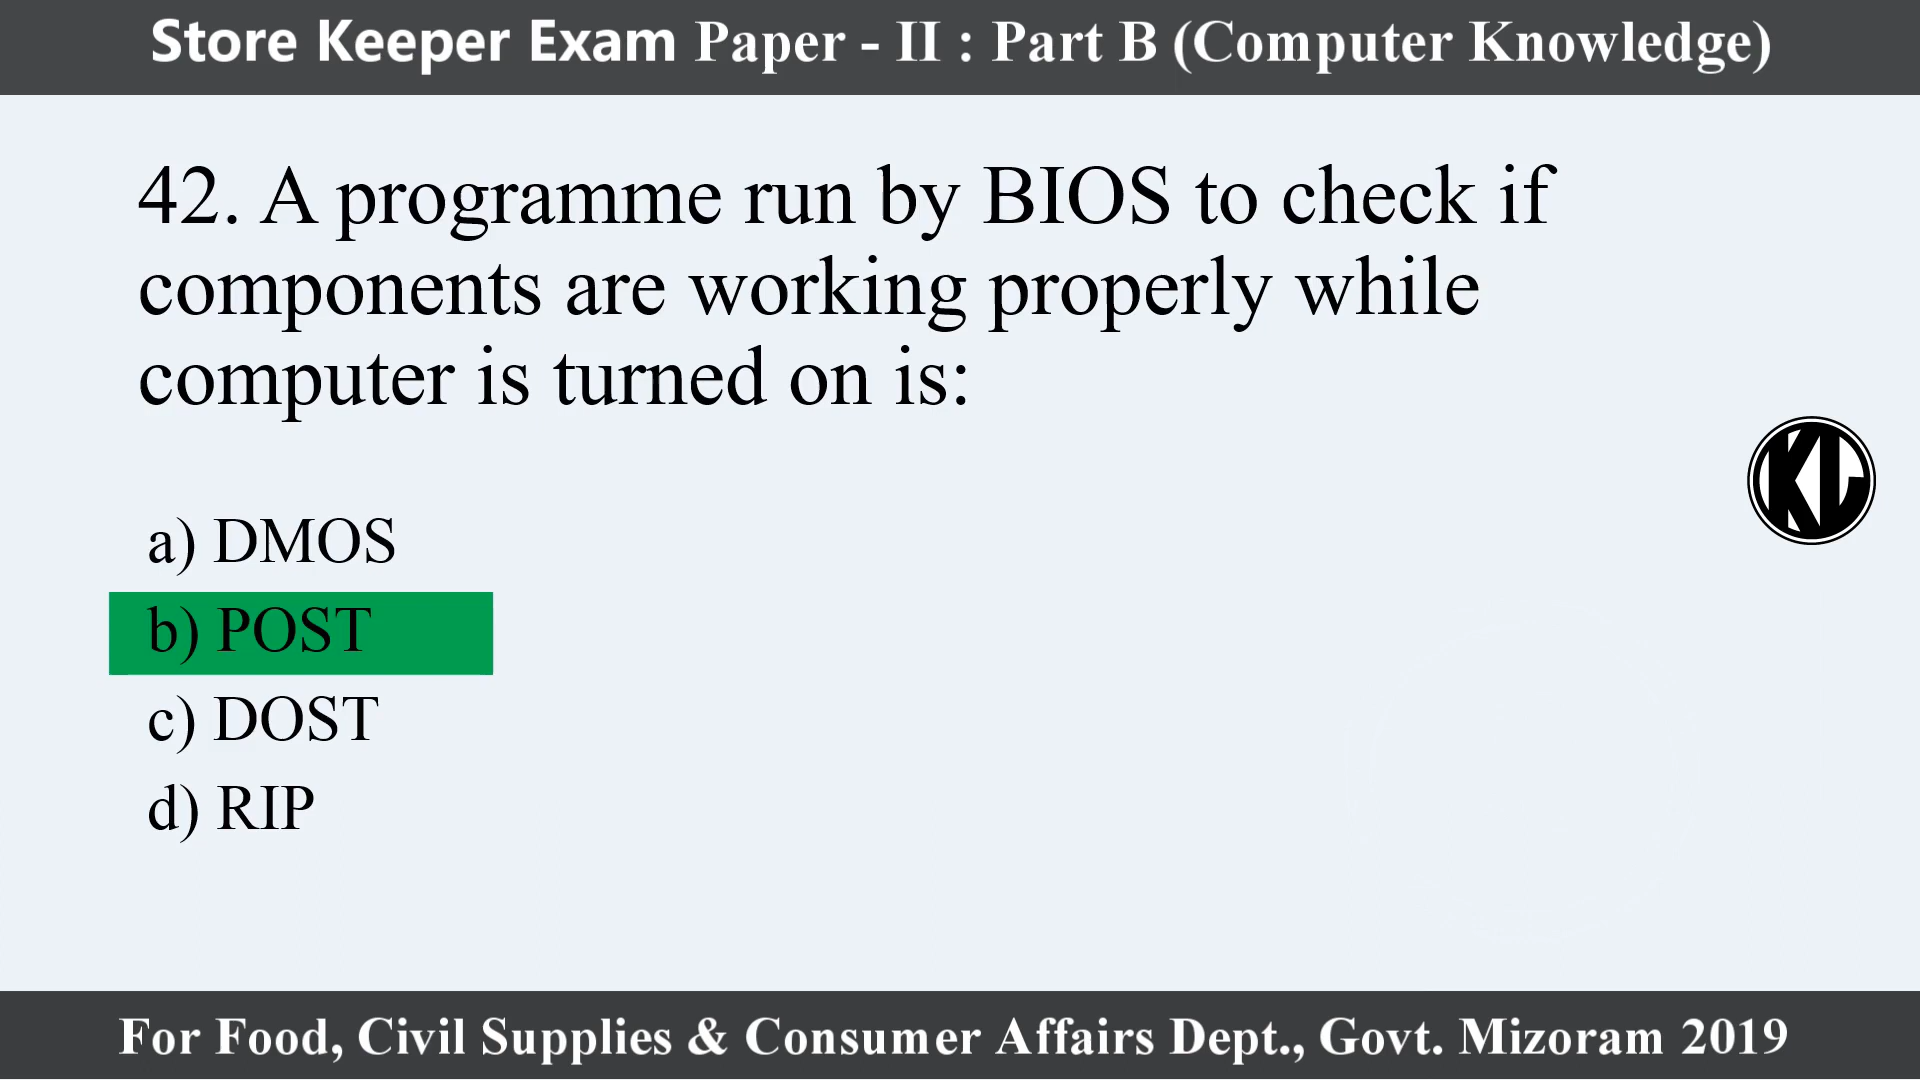 Store Keeper Exam Paper - II : Part B (Computer Knowledge)
42. A programme run by BIOS to check if
components are working properly while
computer is turned on is:
a) DMOS
b) POST
c) DOST
d) RIP
For Food, Civil Supplies & Consumer Affairs Dept., Govt. Mizoram 2019